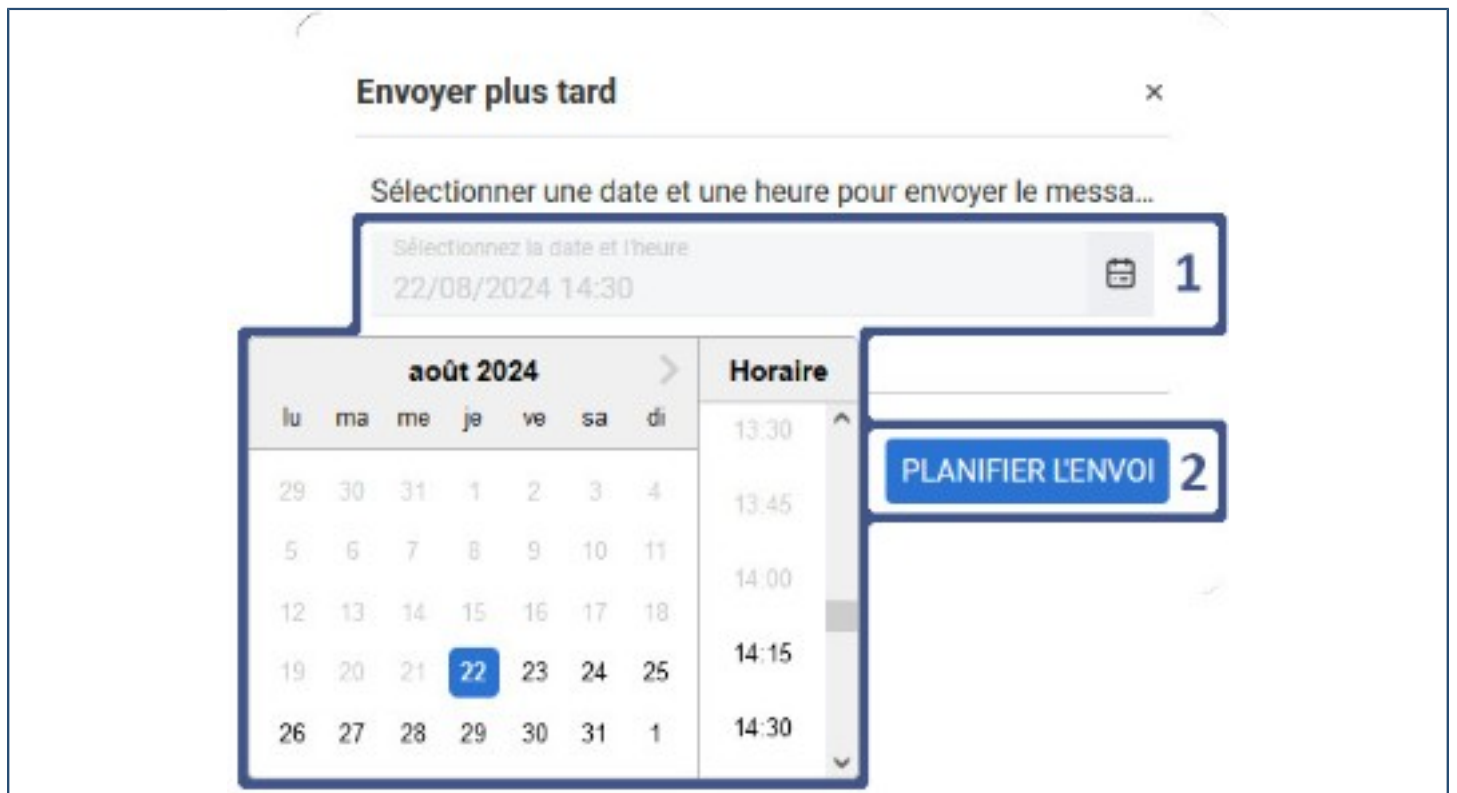 Envoyer plus tard ×
Sélectionner une date et une heure pour envoyer le messa...
Sélectionnez la date et l'heure
22/08/2024 14:30
1
août 2024
lu ma me je ve sa di
29 30 31 1 2 3 4
5 6 7 8 9 10 11
12 13 14 15 16 17 18
19 20 21 22 23 24 25
26 27 28 29 30 31 1
Horaire
13:30
13:45
14:00
14:15
14:30
PLANIFIER L'ENVOI
2